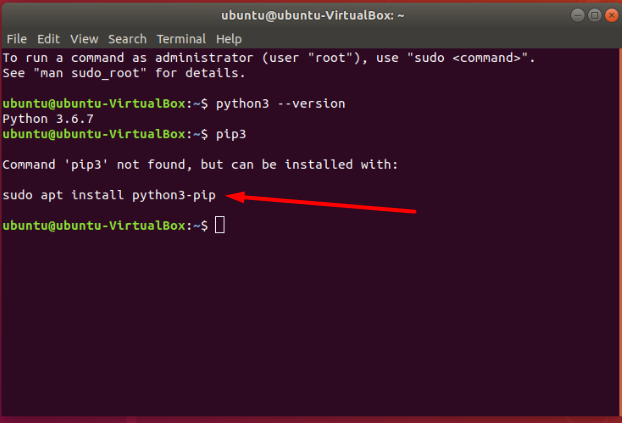 ubuntu@ubuntu-VirtualBox: ~
File Edit View Search Terminal Help
To run a command as administrator (user "root"), use "sudo <command>".
See "man sudo_root" for details.
ubuntu@ubuntu-VirtualBox:~$ python3 --version
Python 3.6.7
ubuntu@ubuntu-VirtualBox:~$ pip3
Command 'pip3' not found, but can be installed with:
sudo apt install python3-pip
ubuntu@ubuntu-VirtualBox:~$